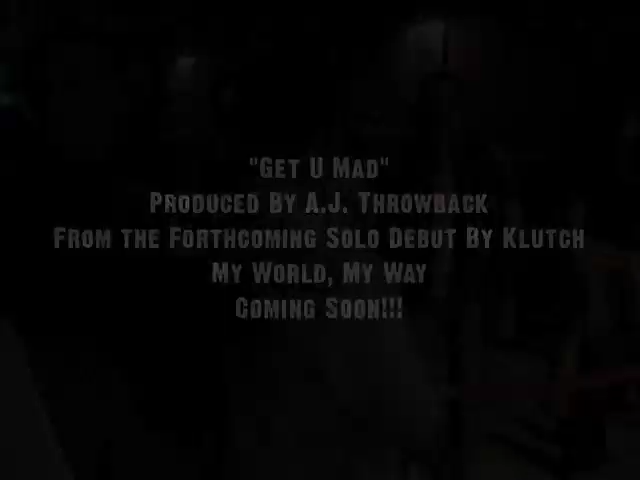 "Get U Mad"
Produced By A.J. Throwback
From the Forthcoming Solo Debut By Klutch
My World, My Way
Coming Soon!!!